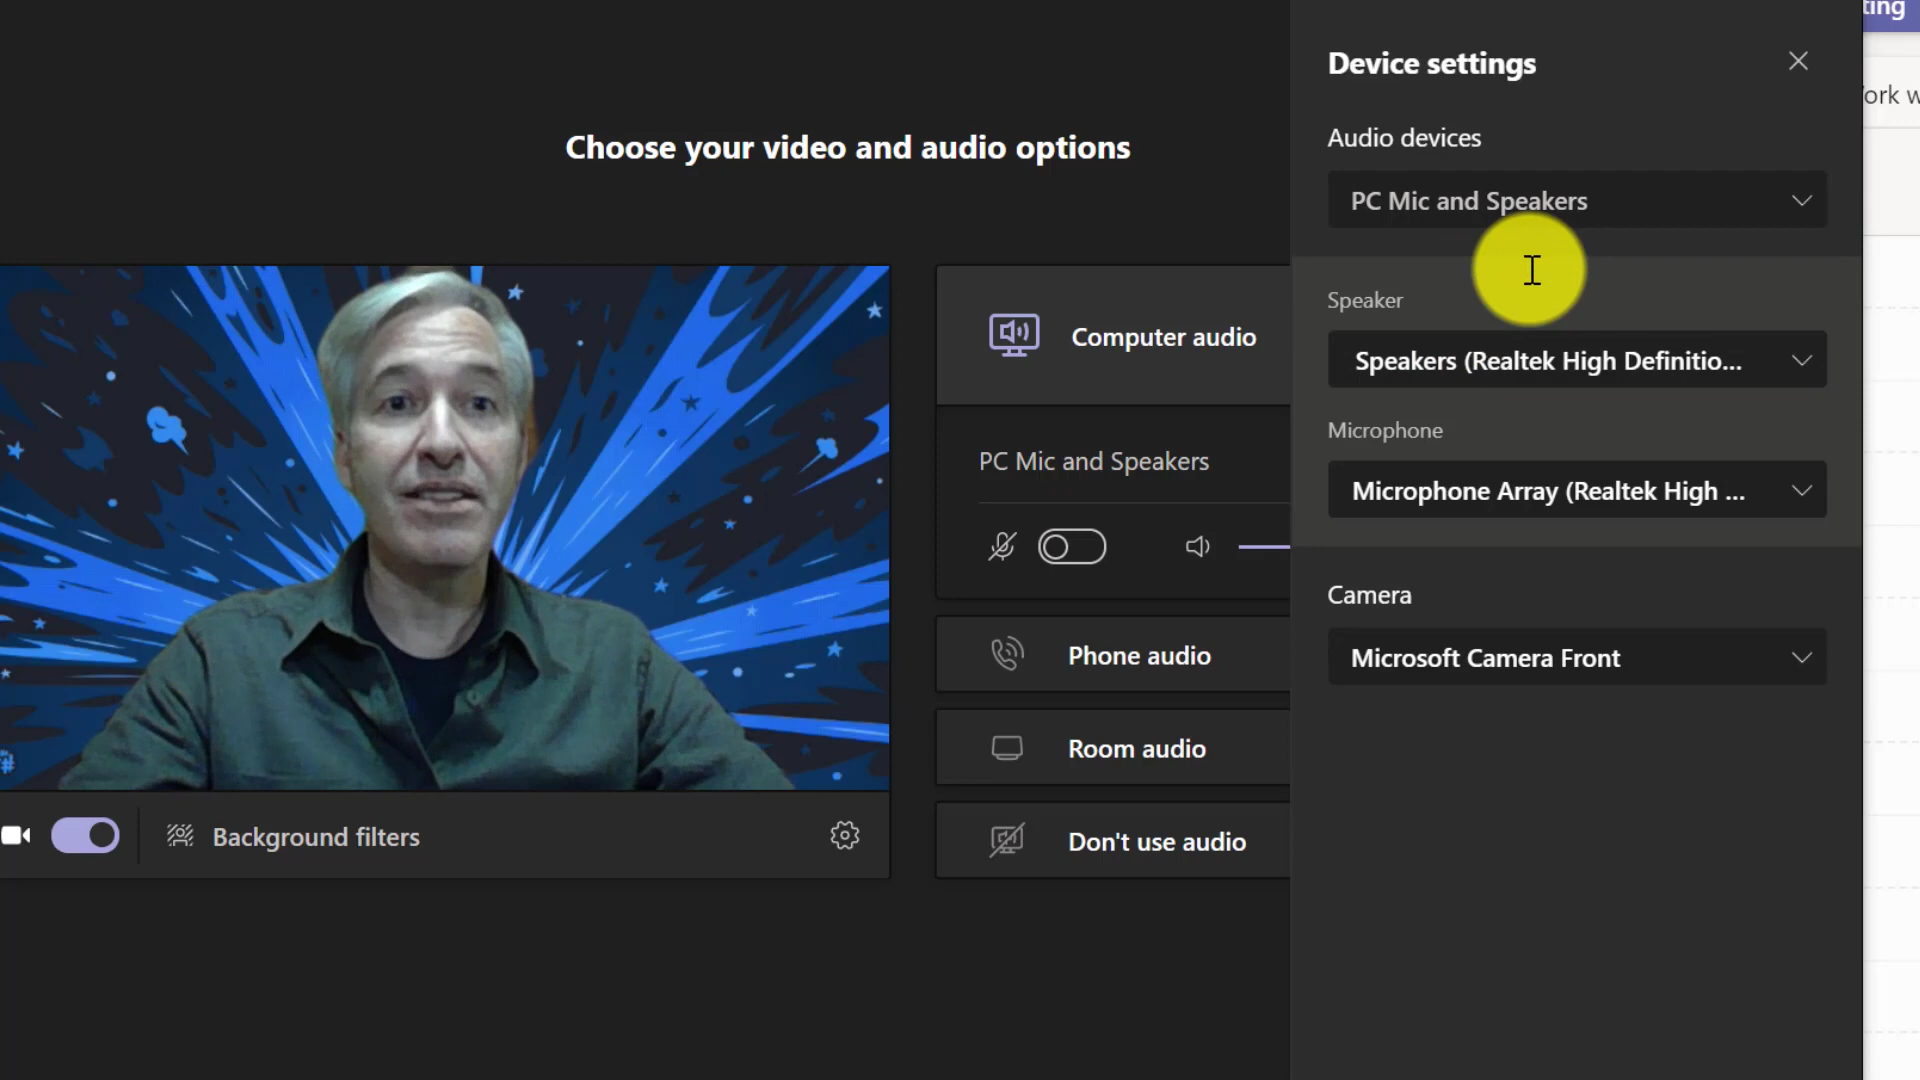 ting
Device settings
ork w
Audio devices
Choose your video and audio options
PC Mic and Speakers
Speaker
Computer audio
Speakers (Realtek High Definitio...
Microphone
PC Mic and Speakers
Microphone Array (Realtek High ...
Camera
Phone audio
Microsoft Camera Front
Room audio
Background filters
Don't use audio